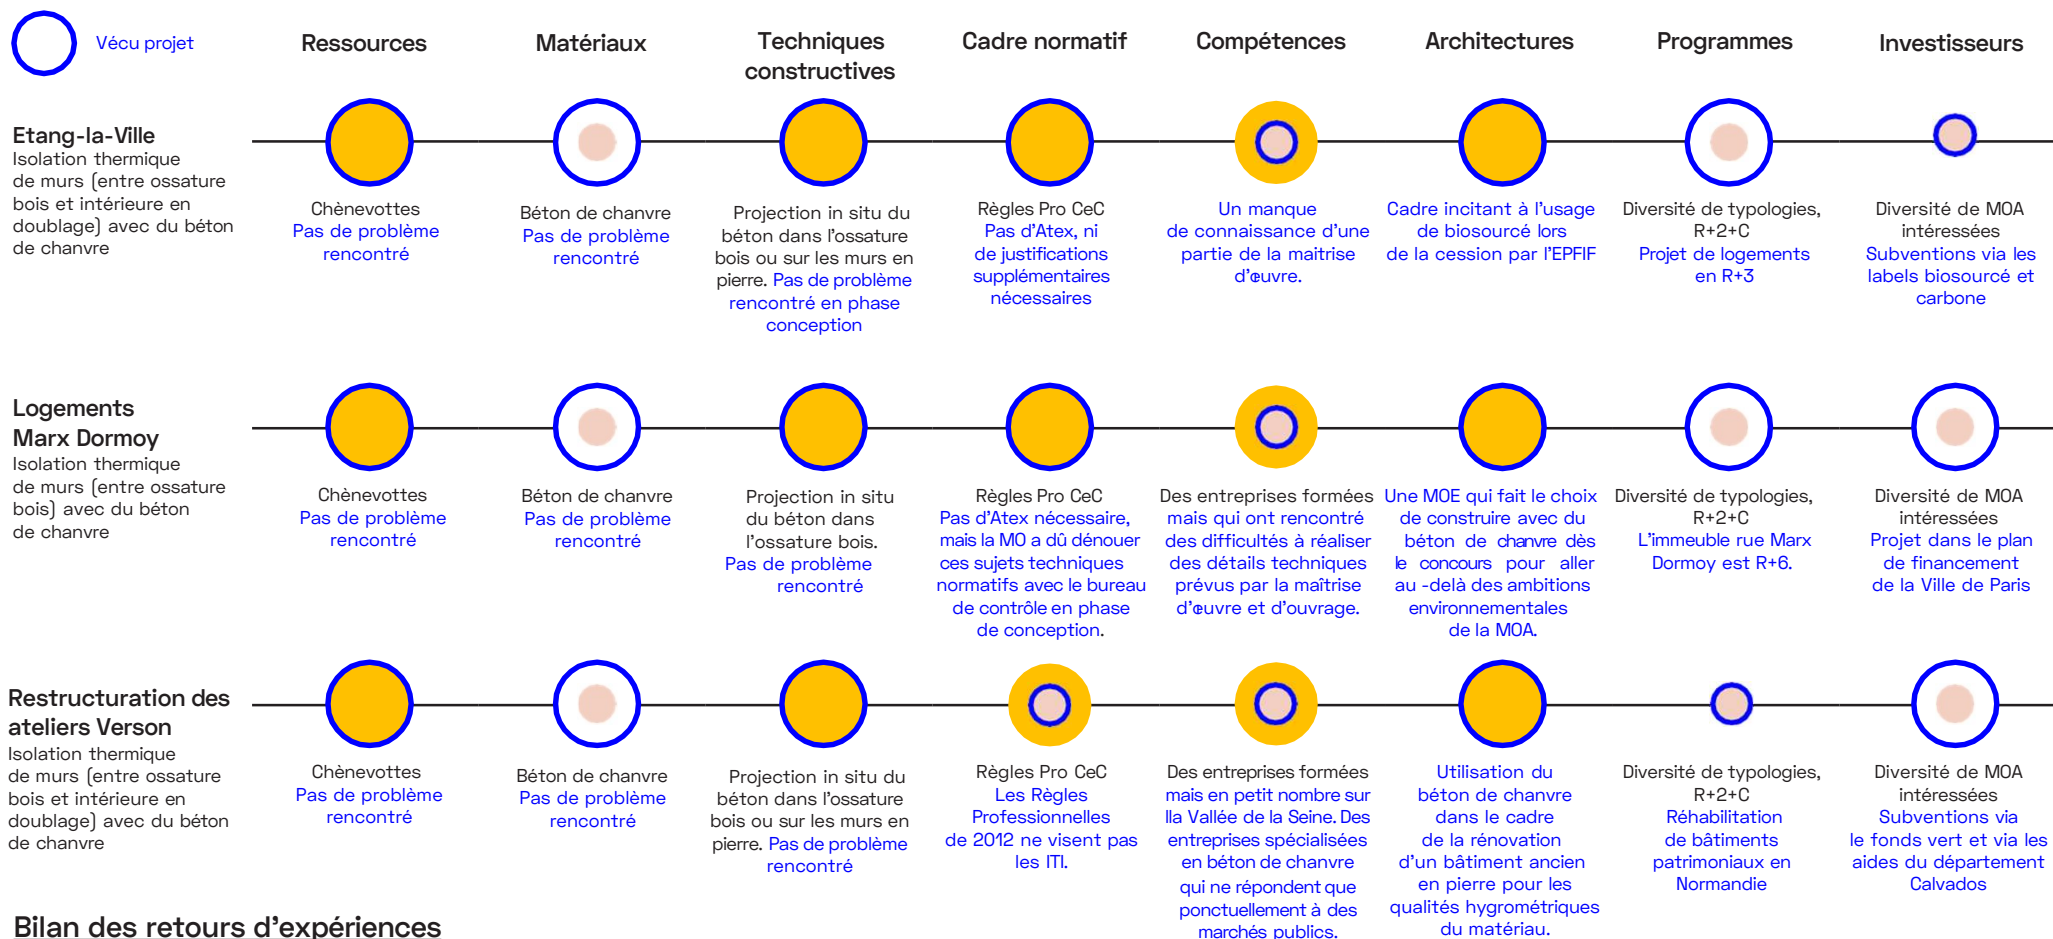 Vécu projet
Ressources
Matériaux
Techniques
constructives
Cadre normatif
Compétences
Architectures
Programmes
Investisseurs
Etang-la-Ville
Isolation thermique
de murs (entre ossature
bois et intérieure en
doublage) avec du béton
de chanvre
Chènevottes
Pas de problème
rencontré
Béton de chanvre
Pas de problème
rencontré
Projection in situ du
béton dans l'ossature
bois ou sur les murs en
pierre. Pas de problème
rencontré en phase
conception
Règles Pro CeC
Pas d'Atex, ni
de justifications
supplémentaires
nécessaires
Un manque
de connaissance d'une
partie de la maitrise
d'œuvre.
Cadre incitant à l'usage
de biosourcé lors
de la cession par l'EPFIF
Diversité de typologies,
R+2+C
Projet de logements
en R+3
Diversité de MOA
intéressées
Subventions via les
labels biosourcé et
carbone
Logements
Marx Dormoy
Isolation thermique
de murs (entre ossature
bois) avec du béton
de chanvre
Chènevottes
Pas de problème
rencontré
Béton de chanvre
Pas de problème
rencontré
Projection in situ
du béton dans
l'ossature bois.
Pas de problème
rencontré
Règles Pro CeC
Pas d'Atex nécessaire,
mais la MO a dû dénouer
ces sujets techniques
normatifs avec le bureau
de contrôle en phase
de conception.
Des entreprises formées
mais qui ont rencontré
des difficultés à réaliser
des détails techniques
prévus par la maîtrise
d'œuvre et d'ouvrage.
Une MOE qui fait le choix
de construire avec du
béton de chanvre dès
le concours pour aller
au -delà des ambitions
environnementales
de la MOA.
Diversité de typologies,
R+2+C
L'immeuble rue Marx
Dormoy est R+6.
Diversité de MOA
intéressées
Projet dans le plan
de financement
de la Ville de Paris
Restructuration des
ateliers Verson
Isolation thermique
de murs (entre ossature
bois et intérieure en
doublage) avec du béton
de chanvre
Chènevottes
Pas de problème
rencontré
Béton de chanvre
Pas de problème
rencontré
Projection in situ du
béton dans l'ossature
bois ou sur les murs en
pierre. Pas de problème
rencontré
Règles Pro CeC
Les Règles
Professionnelles
de 2012 ne visent pas
les ITI.
Des entreprises formées
mais en petit nombre sur
lla Vallée de la Seine. Des
entreprises spécialisées
en béton de chanvre
qui ne répondent que
ponctuellement à des
marchés publics.
Utilisation du
béton de chanvre
dans le cadre
de la rénovation
d'un bâtiment ancien
en pierre pour les
qualités hygrométriques
du matériau.
Diversité de typologies,
R+2+C
Réhabilitation
de bâtiments
patrimoniaux en
Normandie
Diversité de MOA
intéressées
Subventions via
le fonds vert et via les
aides du département
Calvados
Bilan des retours d'expériences